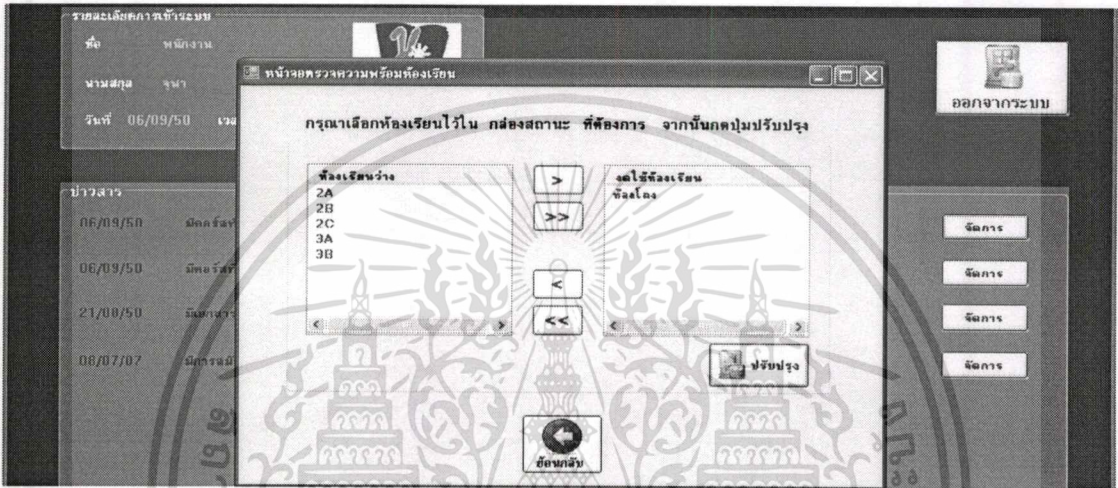 รายละเอียดการเข้าระบบ
ชื่อ พนักงาน
นามสกุล จุฬา
วันที่ 06/09/50 เวลา
ออกจากระบบ
หน้าจอตรวจความพร้อมห้องเรียน
กรุณาเลือกห้องเรียนไว้ใน กล่องสถานะ ที่ต้องการ จากนั้นกดปุ่มปรับปรุง
ห้องเรียนว่าง
2A
2B
2C
3A
3B
>
>>
<
<<
งดใช้ห้องเรียน
ห้องโถง
ปรับปรุง
ย้อนกลับ
ข่าวสาร
06/09/50 จัดการ
06/09/50 จัดการ
21/08/50 จัดการ
08/07/07 จัดการ